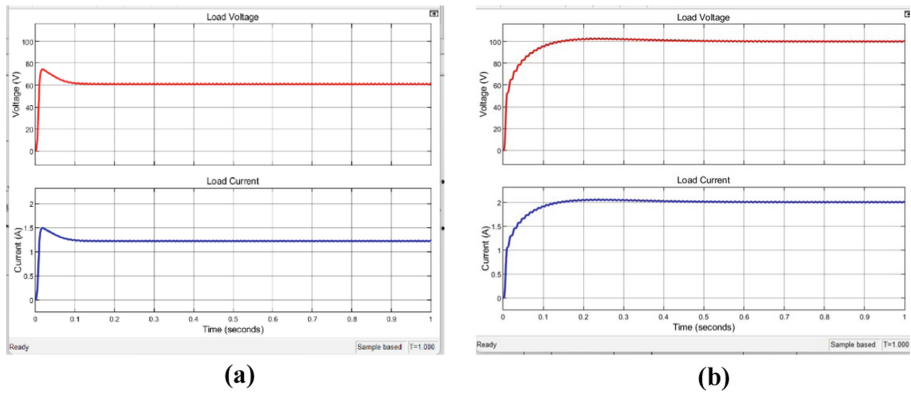 Load Voltage
100
80
60
40
20
0
Voltage (V)
Load Current
2
1.5
1
0.5
0
Current (A)
0 0.1 0.2 0.3 0.4 0.5 0.6 0.7 0.8 0.9 1
Time (seconds)
Ready Sample based T=1.000
(a)
Load Voltage
100
80
60
40
20
0
Voltage (V)
Load Current
2
1.5
1
0.5
0
Current (A)
0 0.1 0.2 0.3 0.4 0.5 0.6 0.7 0.8 0.9 1
Time (seconds)
Ready Sample based T=1.000
(b)